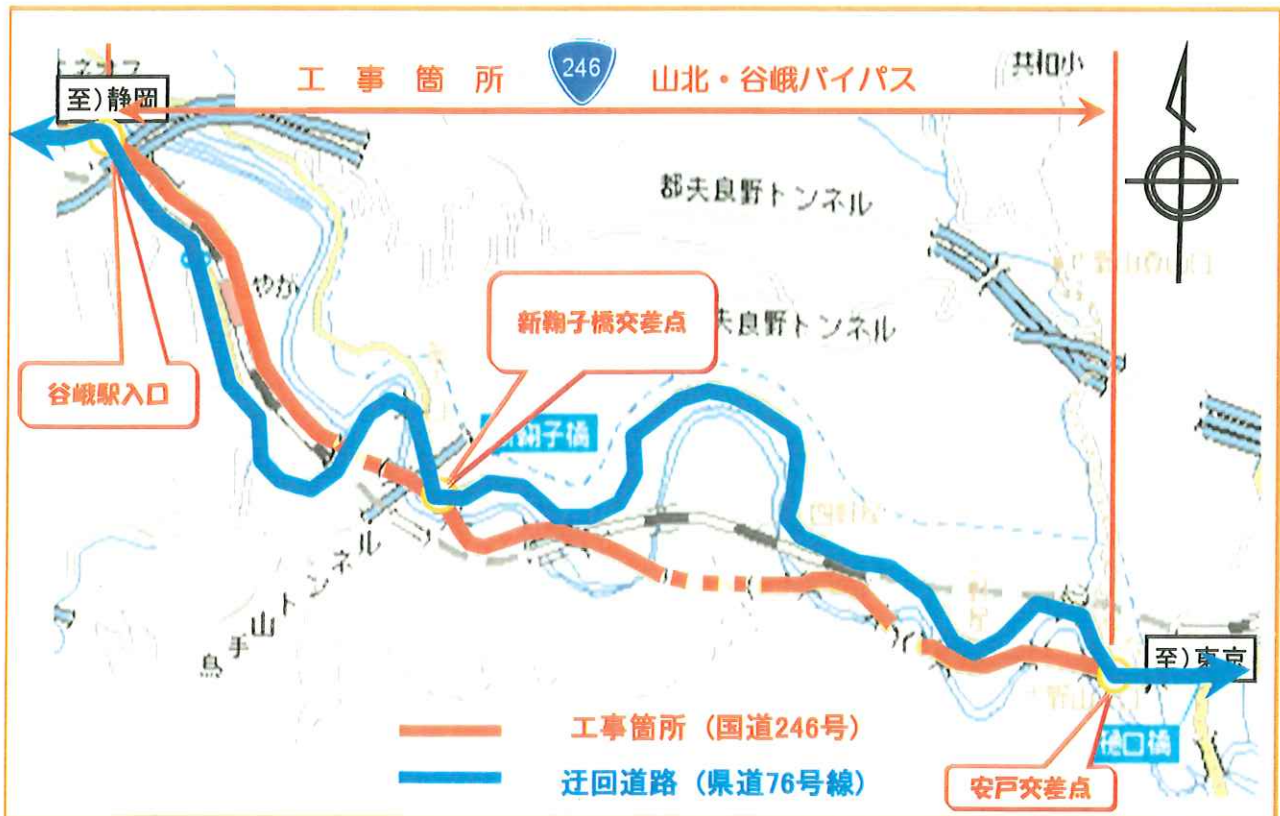 工事箇所 246 山北・谷峨バイパス
共和小
至)静岡
都夫良野トンネル
やが
新鞠子橋交差点
夫良野トンネル
谷峨駅入口
鞠子橋
鳥手山トンネル
至)東京
樋口橋
工事箇所(国道246号)
迂回道路(県道76号線)
安戸交差点